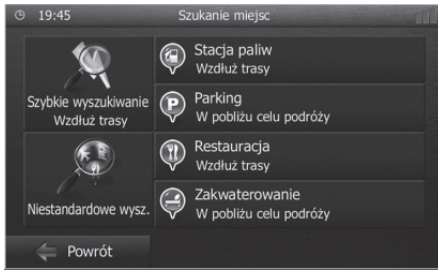 19:45 Szukanie miejsc
Szybkie wyszukiwanie
Wzdłuż trasy
Stacja paliw
Wzdłuż trasy
P Parking
W pobliżu celu podróży
Niestandardowe wysz.
Restauracja
Wzdłuż trasy
Zakwaterowanie
W pobliżu celu podróży
Powrót